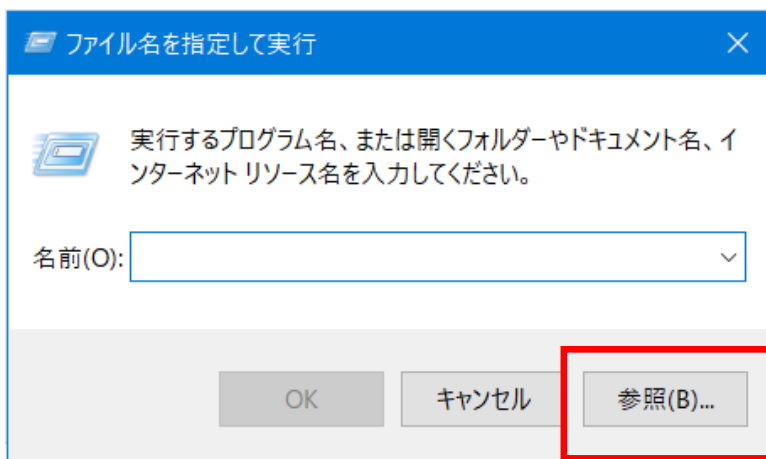 ファイル名を指定して実行
実行するプログラム名、または開くフォルダーやドキュメント名、イ
ンターネット リソース名を入力してください。
名前(O):
OK キャンセル 参照(B)...